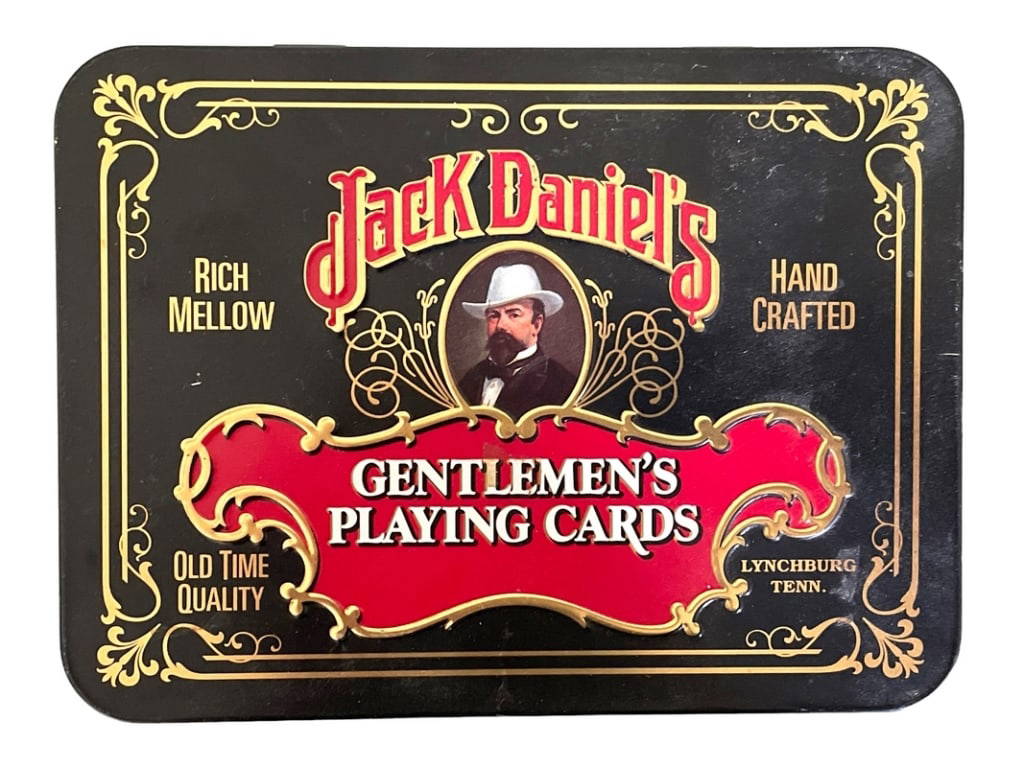 Jack Daniel's
Rich
Mellow
Hand
Crafted
GENTLEMEN'S
PLAYING CARDS
Old Time
Quality
LYNCHBURG
TENN.